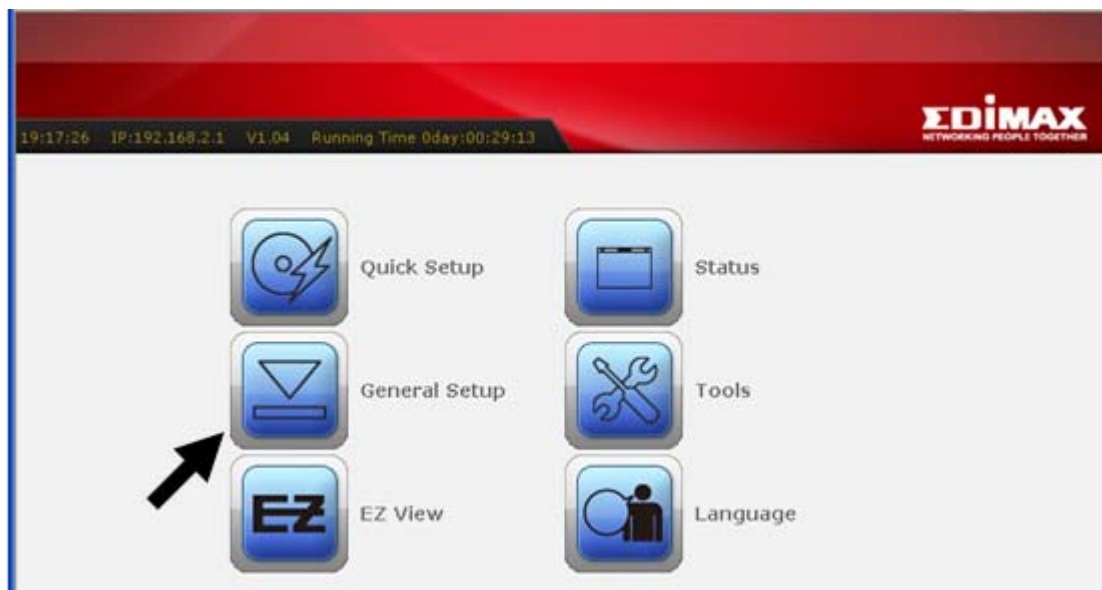 EDIMAX
NETWORKING PEOPLE TOGETHER
19:17:26 IP:192.168.2.1 V1.04 Running Time 0day:00:29:13
Quick Setup
Status
General Setup
Tools
EZ
EZ View
Language